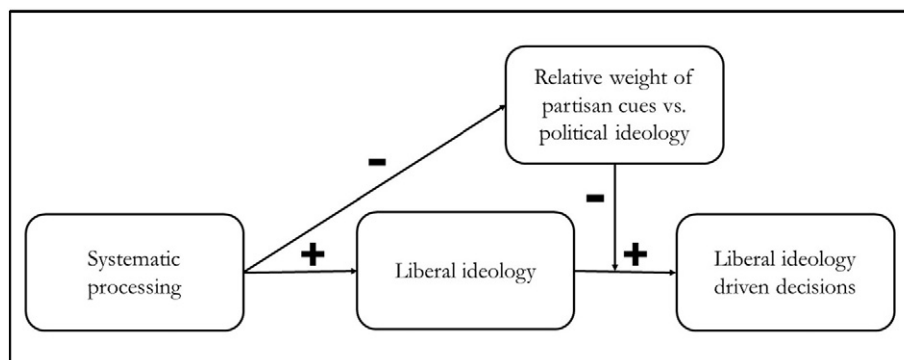 Relative weight of
partisan cues vs.
political ideology
-
-
Systematic
processing
+
Liberal ideology
+
Liberal ideology
driven decisions